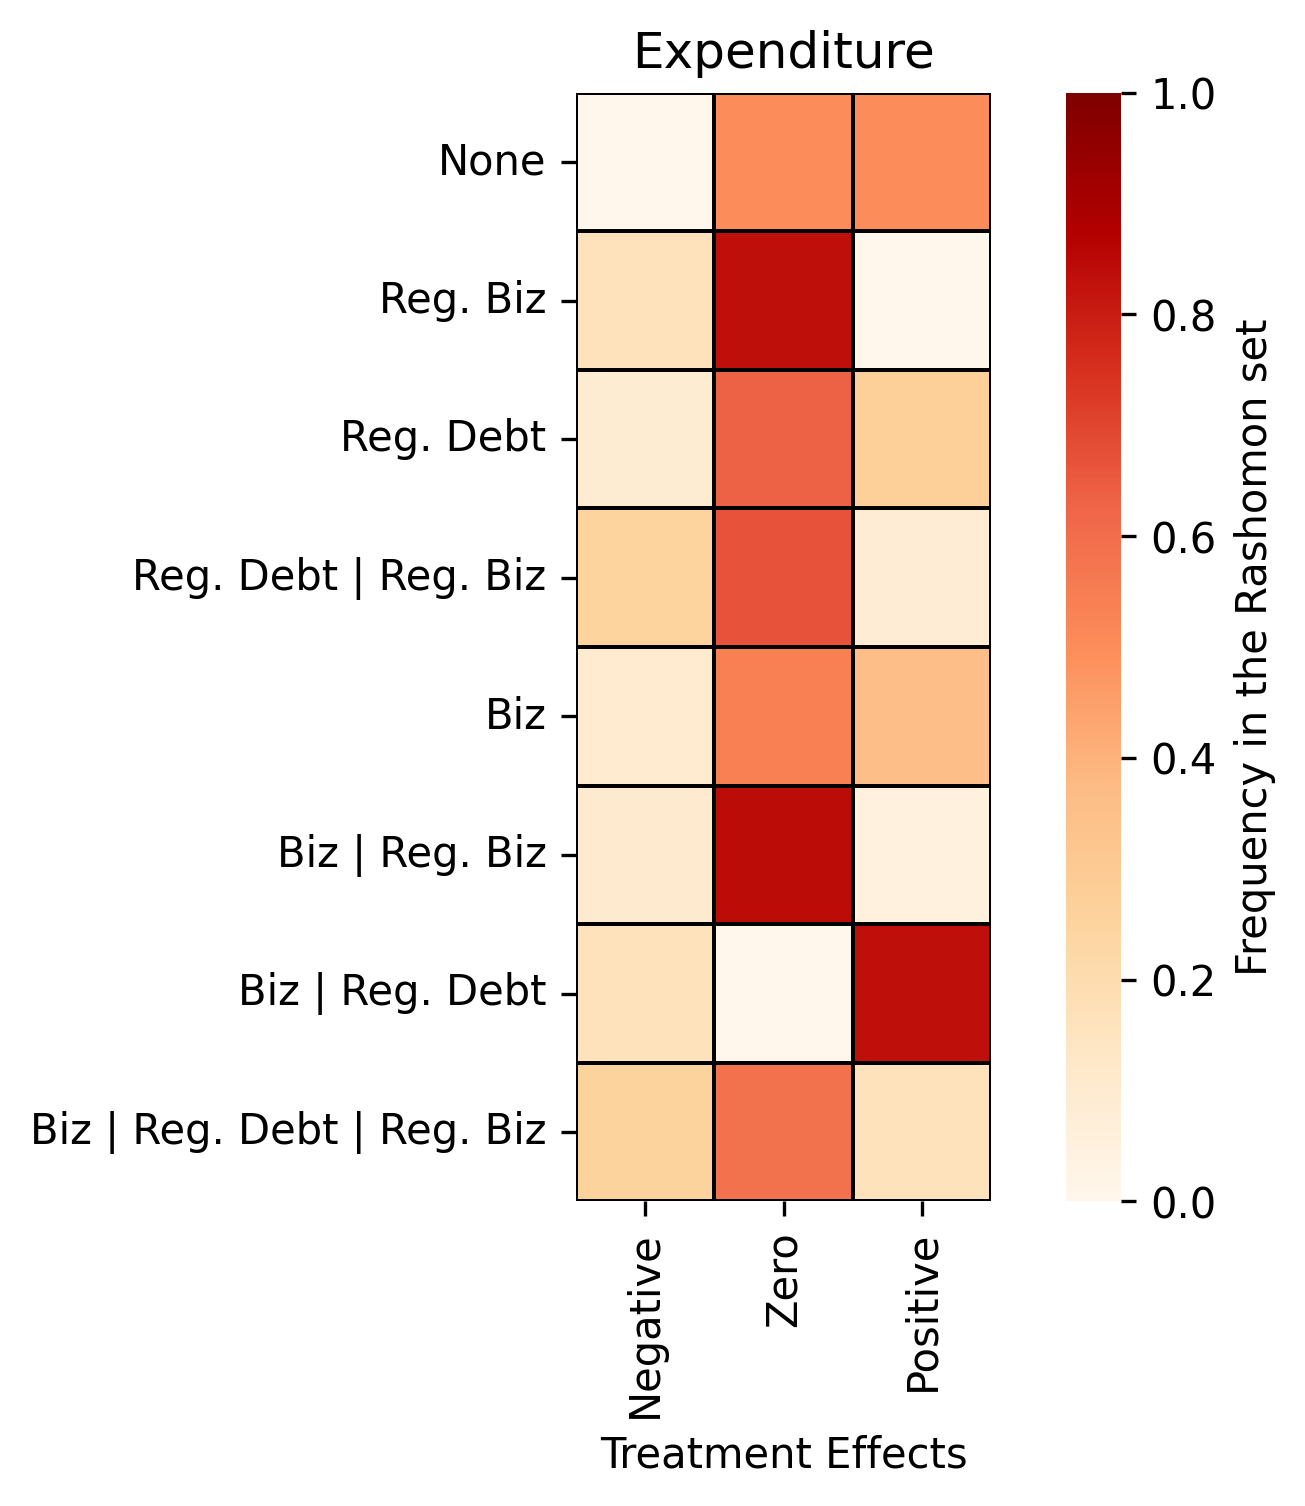 Expenditure
None
Reg. Biz
Reg. Debt
Reg. Debt | Reg. Biz
Biz
Biz | Reg. Biz
Biz | Reg. Debt
Biz | Reg. Debt | Reg. Biz
Negative
Zero
Positive
Treatment Effects
1.0
0.8
0.6
0.4
0.2
0.0
Frequency in the Rashomon set